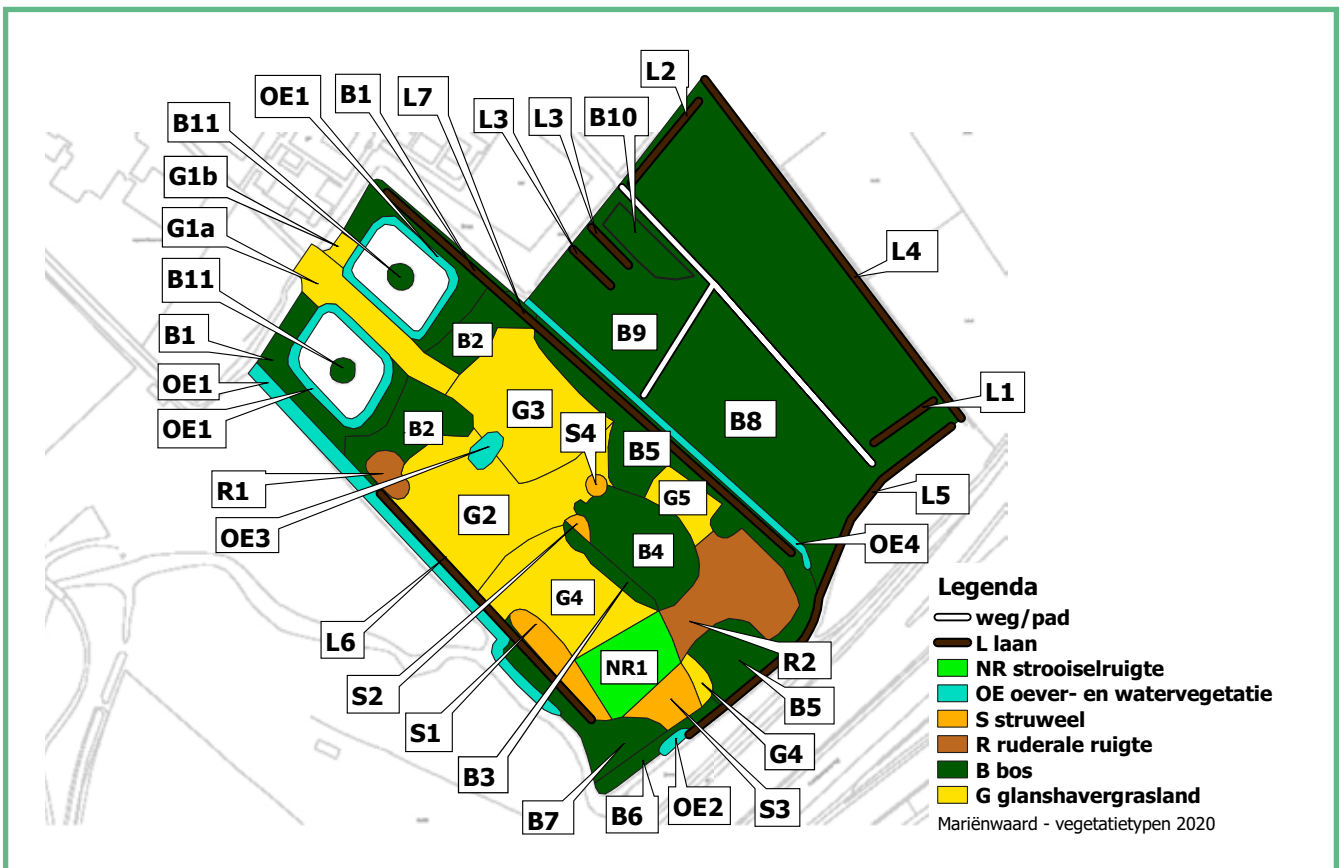 L2
OE1
B1
L7
B11
L3
L3
B10
G1b
G1a
B11
B1
OE1
OE1
B2
B9
L4
G3
B2
S4
B8
L1
B5
R1
G5
L5
G2
OE3
B4
OE4
G4
L6
NR1
R2
S2
S1
B5
B3
G4
B7
B6
OE2
S3
Legenda
weg/pad
L laan
NR strooiselruigte
OE oever- en watervegetatie
S struweel
R ruderale ruigte
B bos
G glanshavergrasland
Mariënwaard - vegetatietypen 2020